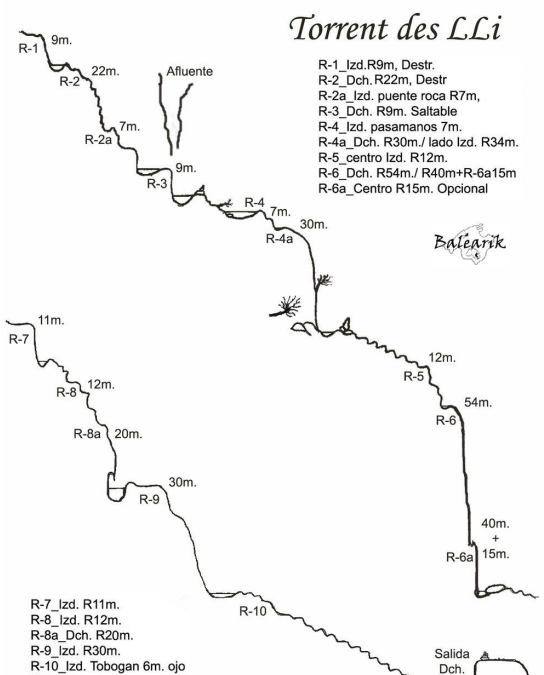 Torrent des LLi
R-1_Izd.R9m, Destr.
R-2_Dch.R22m, Destr
R-2a_Izd. puente roca R7m,
R-3_Dch. R9m. Saltable
R-4_Izd. pasamanos 7m.
R-4a_Dch. R30m./ lado Izd. R34m.
R-5_centro Izd. R12m.
R-6_Dch. R54m./ R40m+R-6a15m
R-6a_Centro R15m. Opcional
Balearik
R-1
9m.
R-2
22m.
Afluente
R-2a
7m.
R-3
9m.
R-4
7m.
R-4a
30m.
R-5
12m.
R-6
54m.
40m.
+
R-6a
15m.
R-7
11m.
R-8
12m.
R-8a
20m.
R-9
30m.
R-10
R-7_Izd. R11m.
R-8_Izd. R12m.
R-8a_Dch. R20m.
R-9_Izd. R30m.
R-10_Izd. Tobogan 6m. ojo
Salida
Dch.